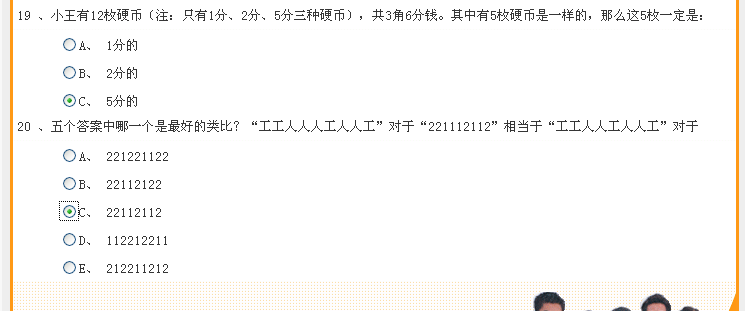 19 、小王有12枚硬币（注：只有1分、2分、5分三种硬币），共3角6分钱。其中有5枚硬币是一样的，那么这5枚一定是：
A、 1分的
B、 2分的
C、 5分的
20 、五个答案中哪一个是最好的类比？“工工人人人工人人工”对于“221112112”相当于“工工人人工人人工”对于
A、 221221122
B、 22112122
C、 22112112
D、 112212211
E、 212211212